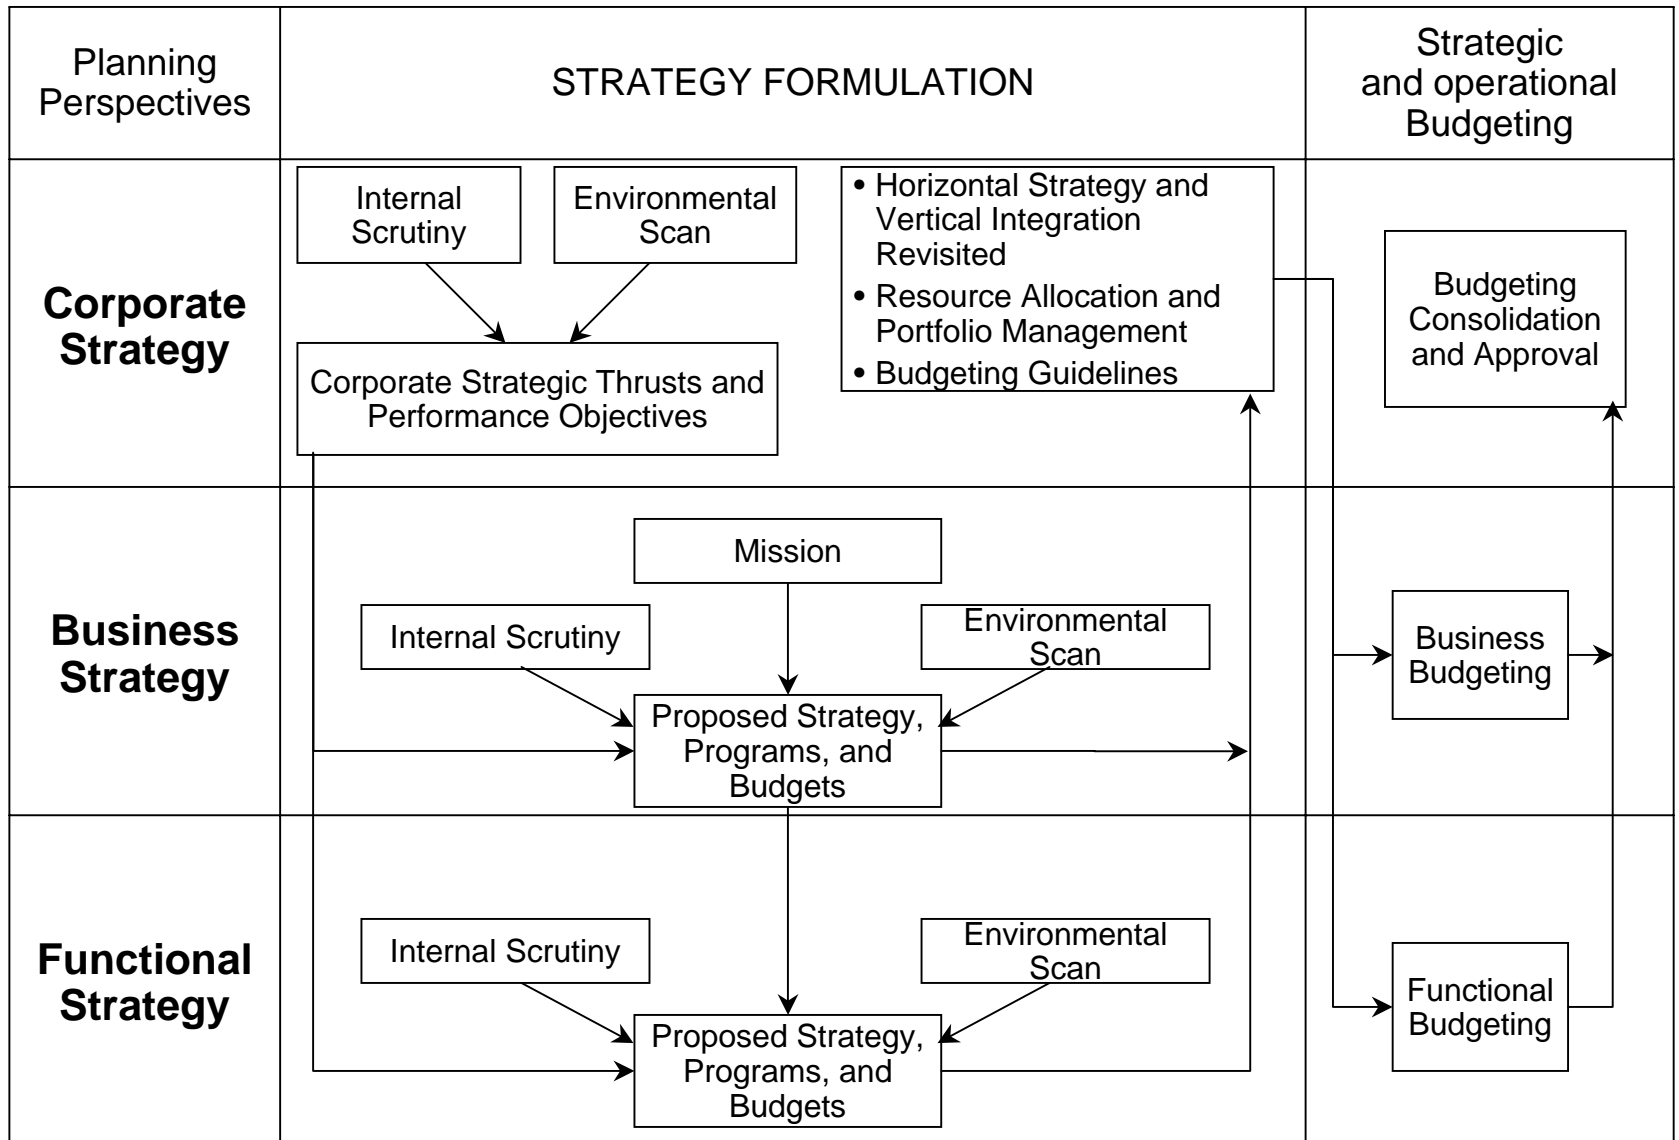 Planning
Perspectives
STRATEGY FORMULATION
Strategic
and operational
Budgeting
Corporate
Strategy
Internal
Scrutiny
Environmental
Scan
Corporate Strategic Thrusts and
Performance Objectives
• Horizontal Strategy and
Vertical Integration
Revisited
• Resource Allocation and
Portfolio Management
• Budgeting Guidelines
Budgeting
Consolidation
and Approval
Business
Strategy
Mission
Internal Scrutiny
Environmental
Scan
Proposed Strategy,
Programs, and
Budgets
Business
Budgeting
Functional
Strategy
Internal Scrutiny
Environmental
Scan
Proposed Strategy,
Programs, and
Budgets
Functional
Budgeting